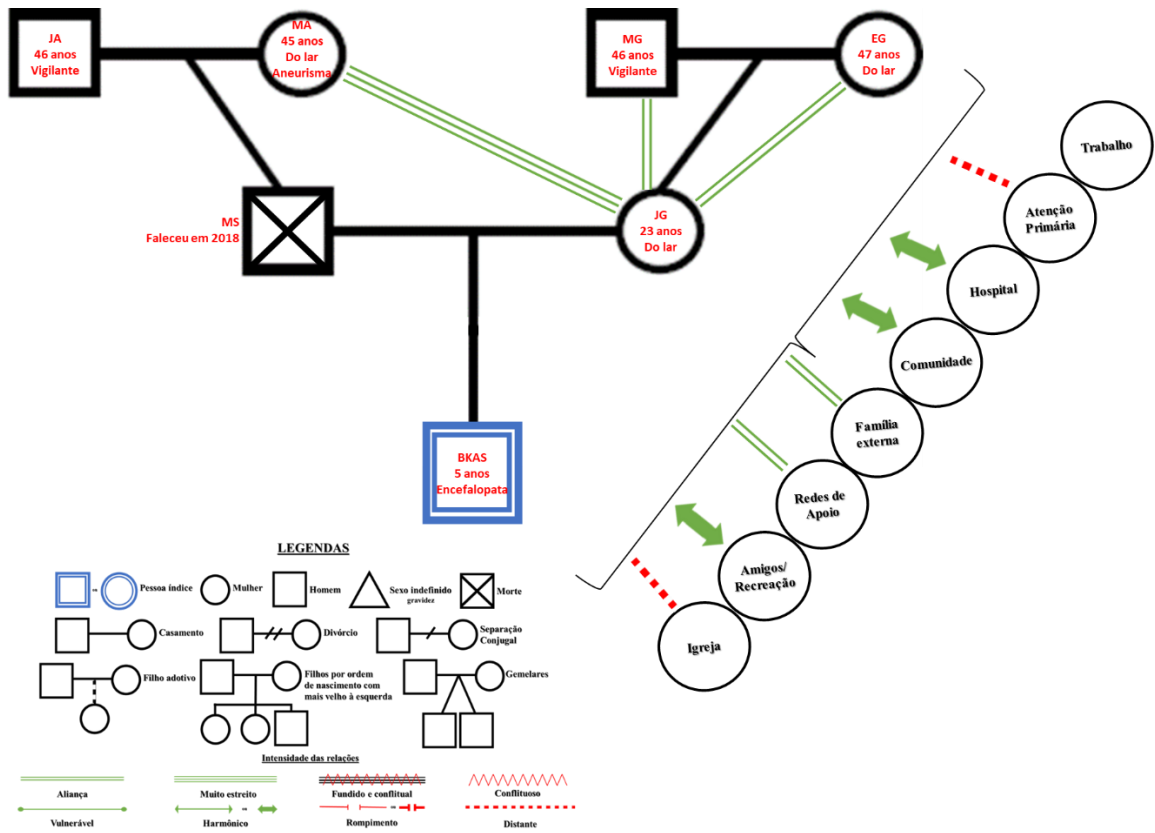 JA
46 anos
Vigilante
MA
45 anos
Do lar
Aneurisma
MG
46 anos
Vigilante
EG
47 anos
Do lar
MS
Faleceu em 2018
JG
23 anos
Do lar
BKAS
5 anos
Encefalopata
Trabalho
Atenção
Primária
Hospital
Comunidade
Família
externa
Redes de
Apoio
Amigos/
Recreação
Igreja
LEGENDAS
ou
Pessoa índice
Mulher
Homem
Sexo indefinido
gravidez
Morte
Casamento
Divórcio
Separação
Conjugal
Filho adotivo
Filhos por ordem
de nascimento com
mais velho à esquerda
Gemelares
Intensidade das relações
Aliança
Muito estreito
Fundido e conflitual
Conflituoso
ou
ou
Vulnerável
Harmônico
Rompimento
Distante